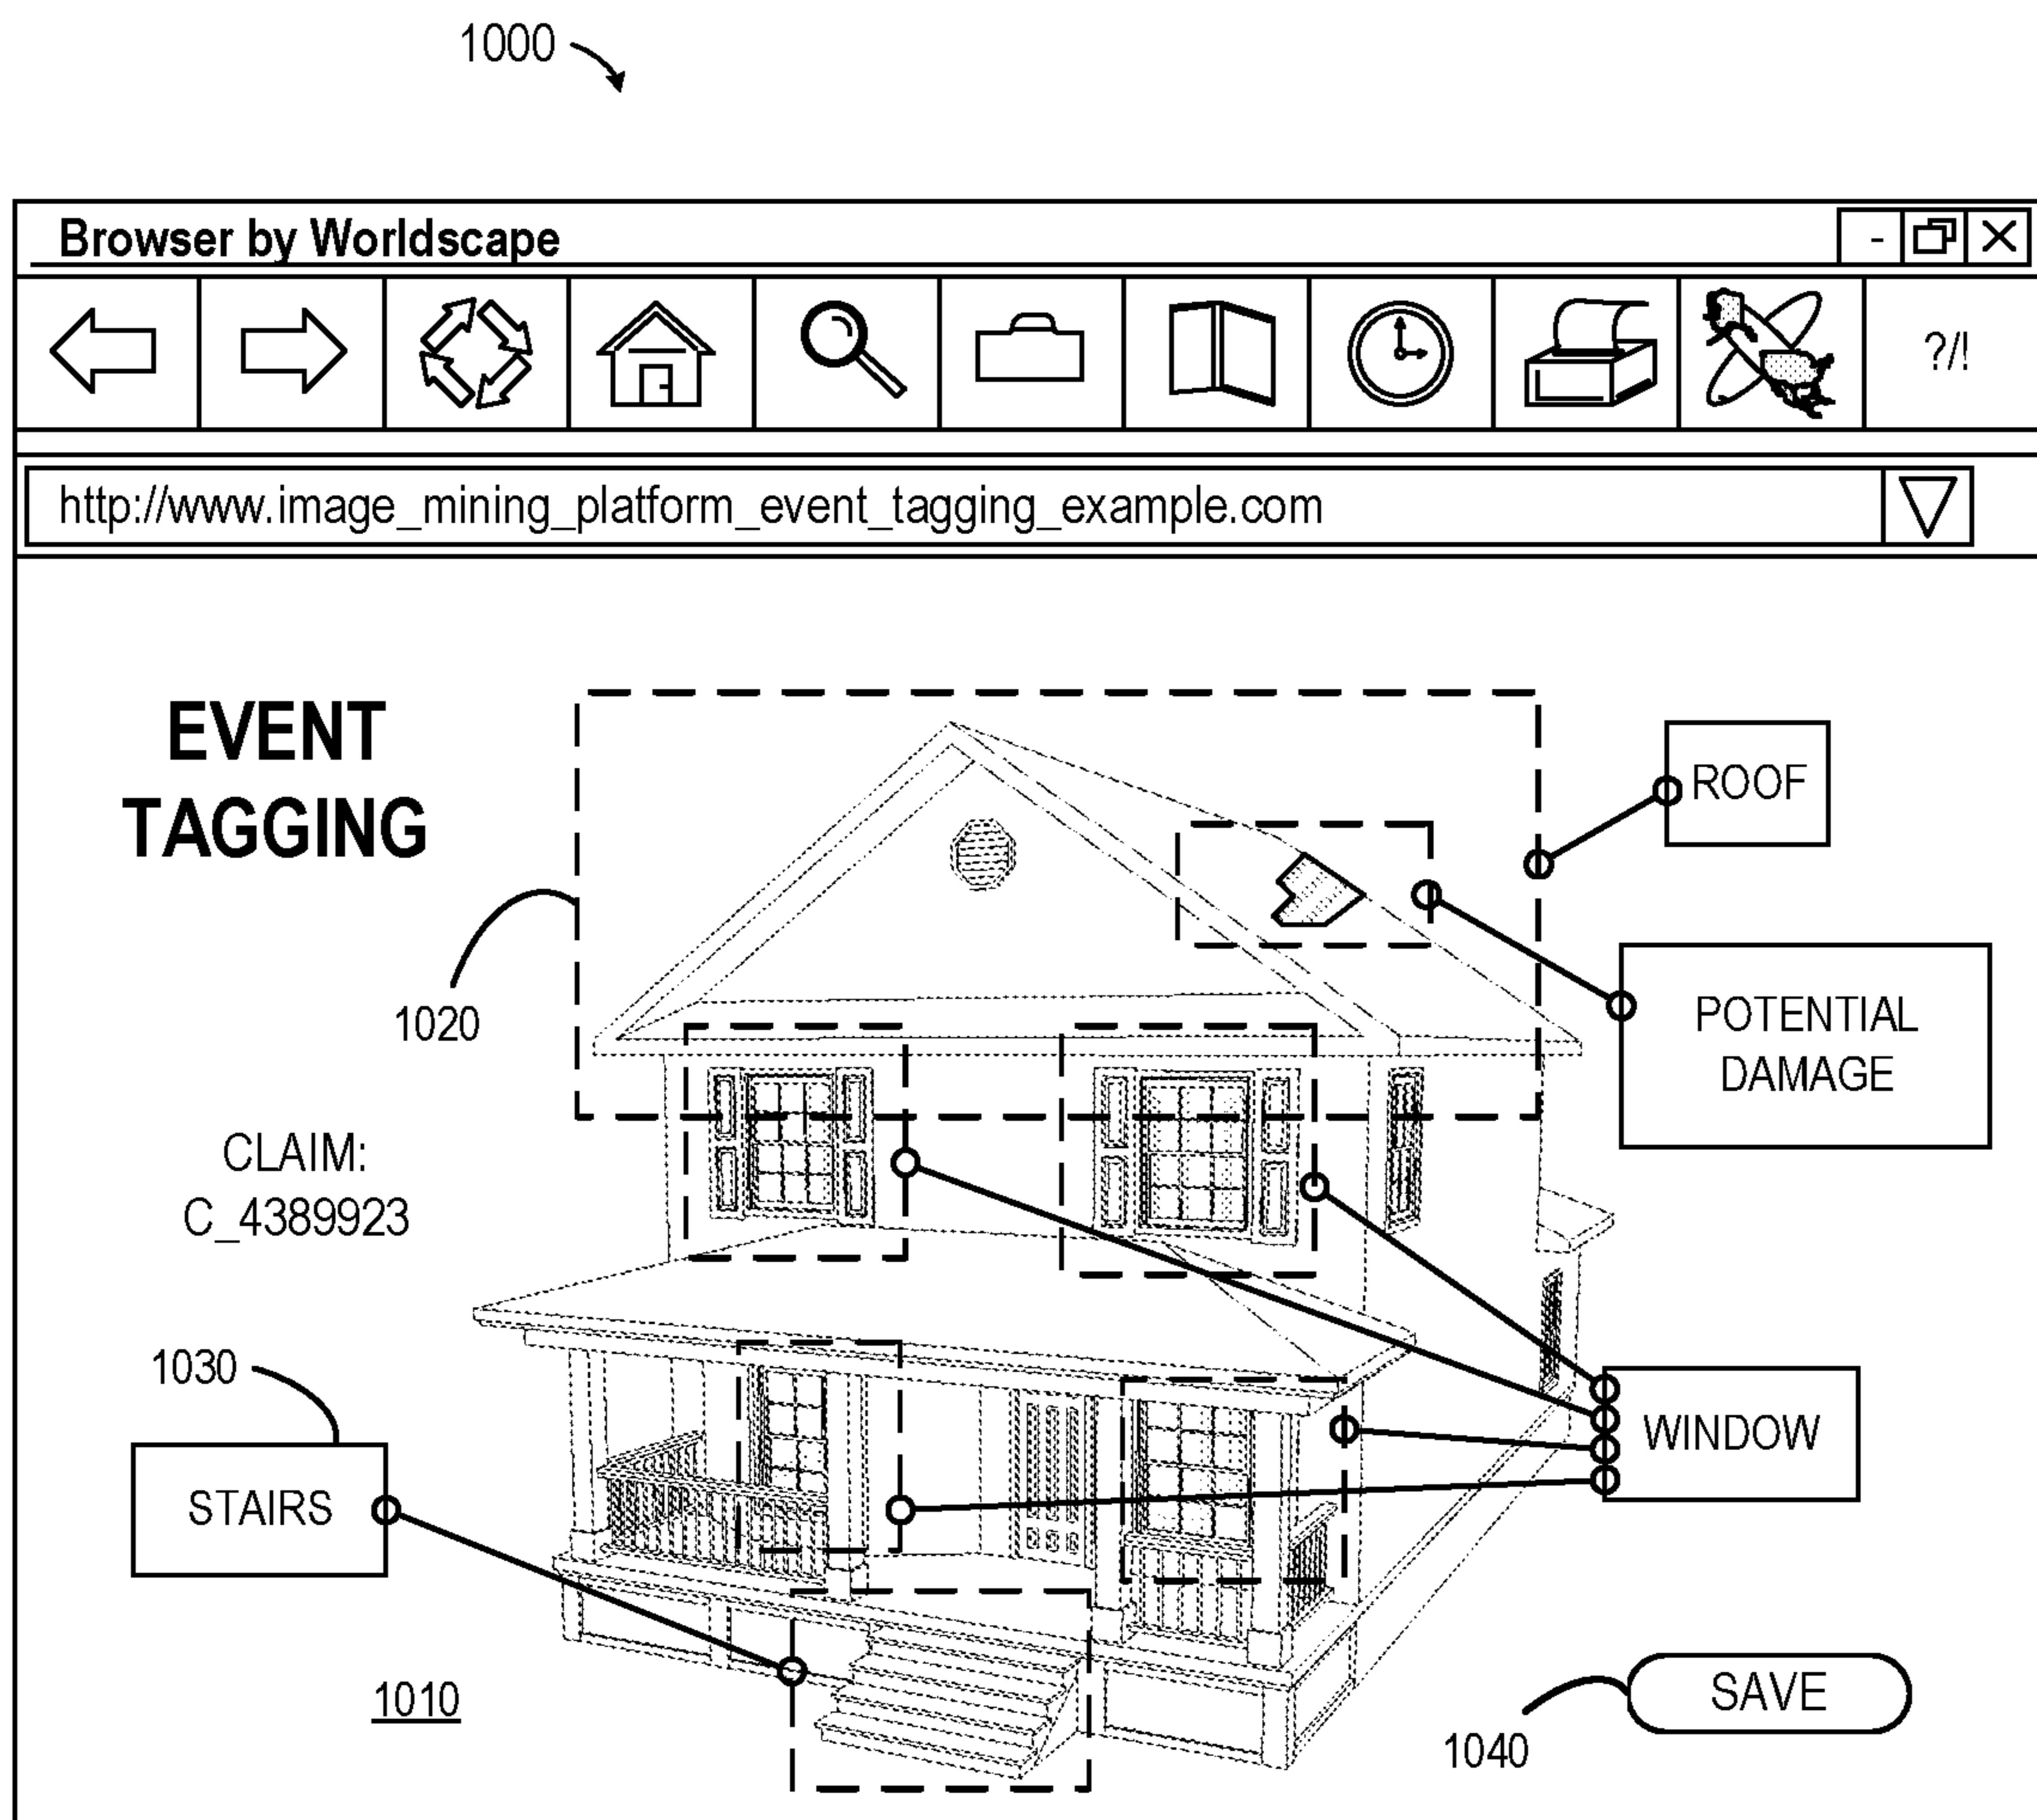 1000
Browser by Worldscape
-
?/!
http://www.image_mining_platform_event_tagging_example.com
EVENT
TAGGING
ROOF
1020
POTENTIAL
DAMAGE
CLAIM:
C_4389923
1030
STAIRS
WINDOW
1010
SAVE
1040